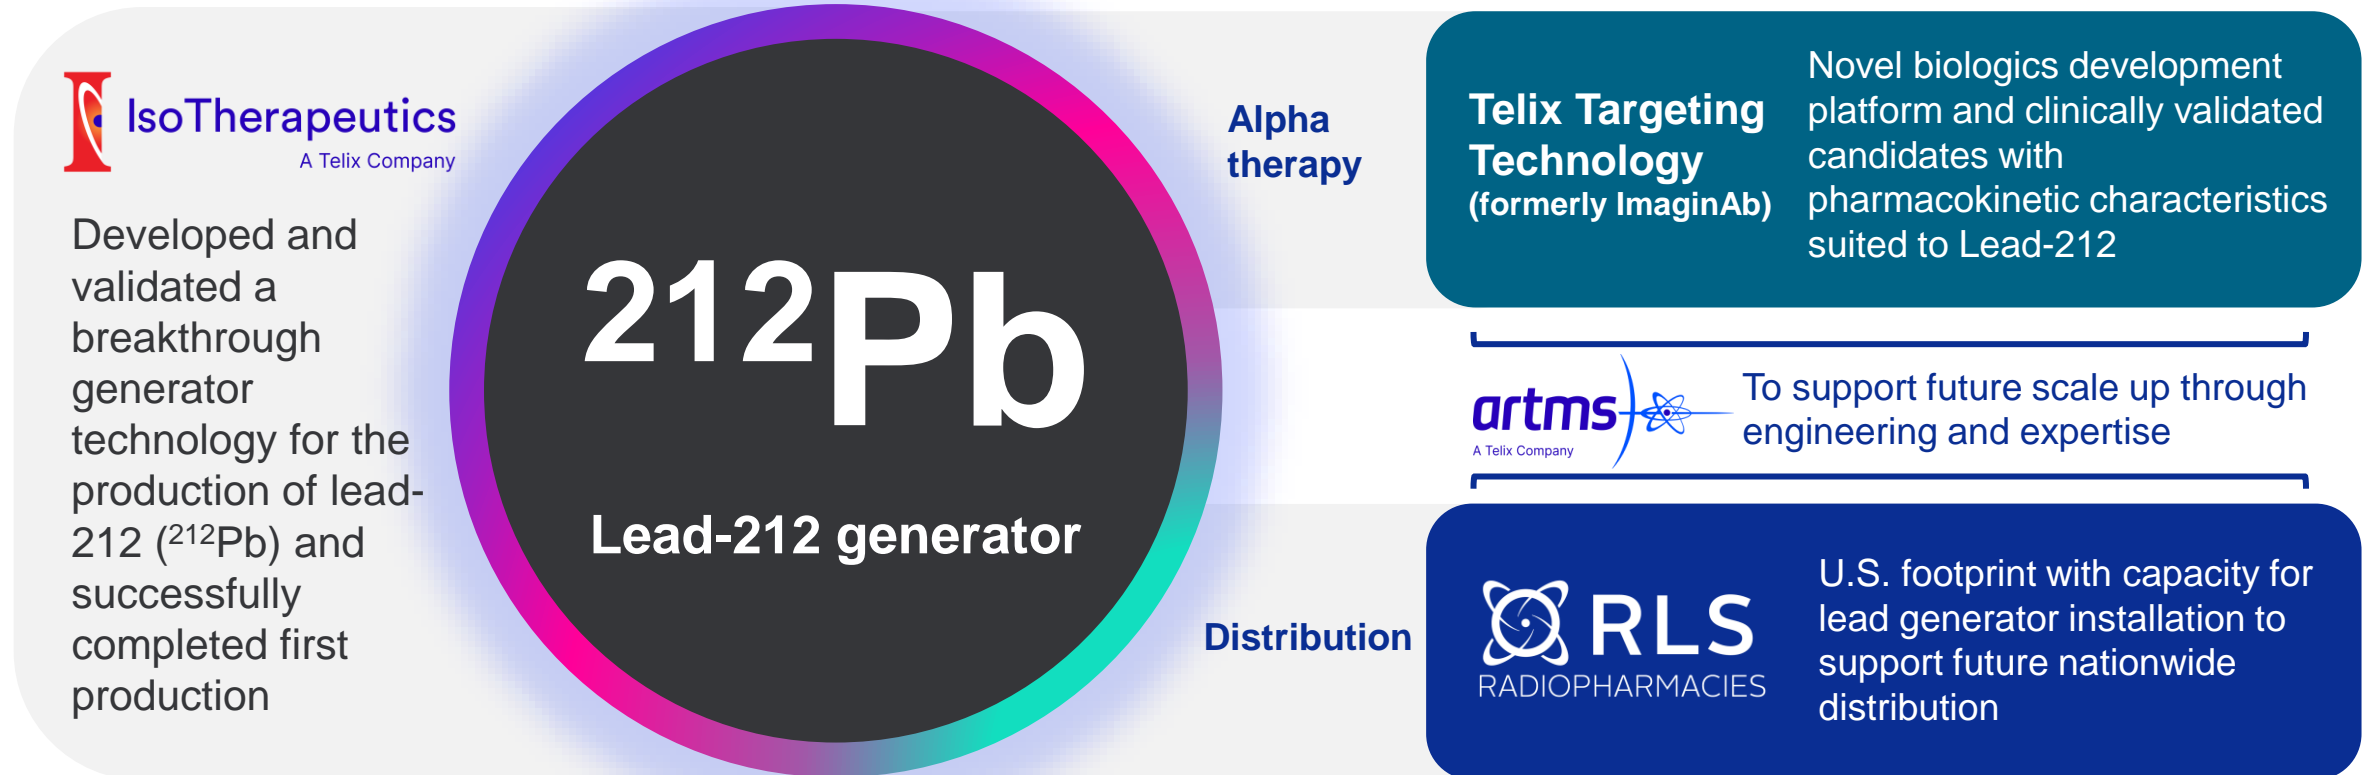 IsoTherapeutics
A Telix Company
Developed and
validated a
breakthrough
generator
technology for the
production of lead-
212 (²¹²Pb) and
successfully
completed first
production
²¹²Pb
Lead-212 generator
Alpha
therapy
Telix Targeting
Technology
(formerly ImaginAb)
Novel biologics development
platform and clinically validated
candidates with
pharmacokinetic characteristics
suited to Lead-212
artms
A Telix Company
To support future scale up through
engineering and expertise
Distribution
RLS
RADIOPHARMACIES
U.S. footprint with capacity for
lead generator installation to
support future nationwide
distribution